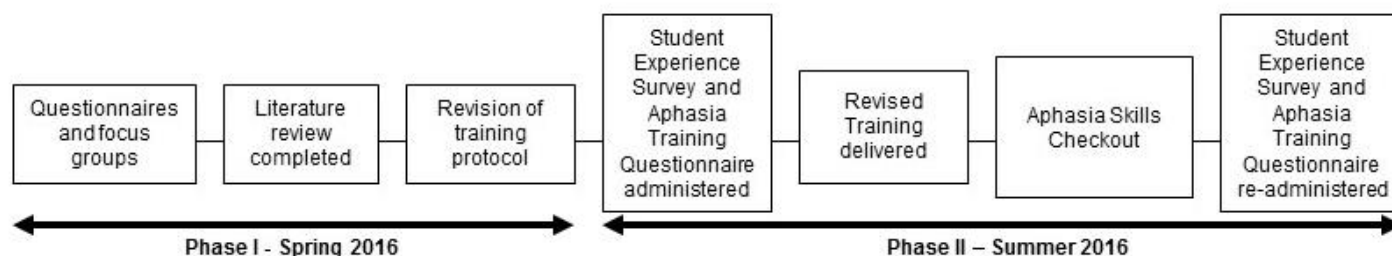 Questionnaires
and focus
groups
Literature
review
completed
Revision of
training
protocol
Student
Experience
Survey and
Aphasia
Training
Questionnaire
administered
Revised
Training
delivered
Aphasia Skills
Checkout
Student
Experience
Survey and
Aphasia
Training
Questionnaire
re-administered
Phase I - Spring 2016
Phase II – Summer 2016